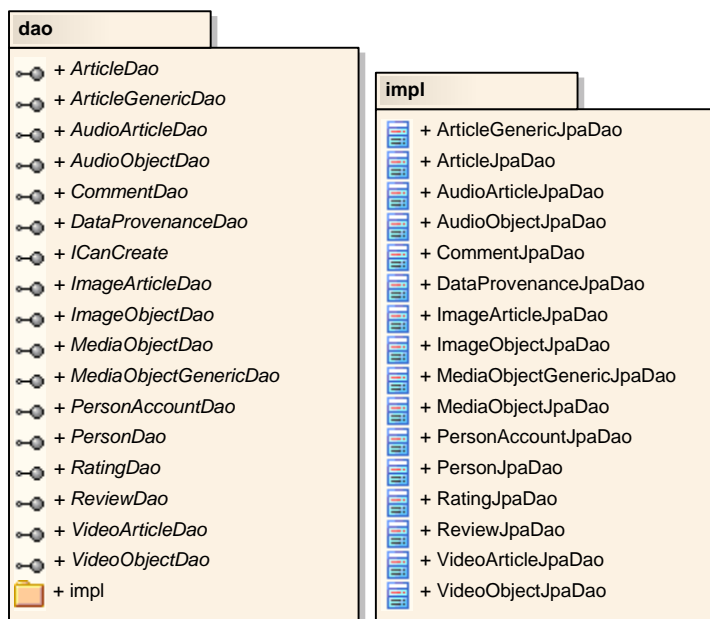 dao
+ ArticleDao
+ ArticleGenericDao
+ AudioArticleDao
+ AudioObjectDao
+ CommentDao
+ DataProvenanceDao
+ ICanCreate
+ ImageArticleDao
+ ImageObjectDao
+ MediaObjectDao
+ MediaObjectGenericDao
+ PersonAccountDao
+ PersonDao
+ RatingDao
+ ReviewDao
+ VideoArticleDao
+ VideoObjectDao
+ impl
impl
+ ArticleGenericJpaDao
+ ArticleJpaDao
+ AudioArticleJpaDao
+ AudioObjectJpaDao
+ CommentJpaDao
+ DataProvenanceJpaDao
+ ImageArticleJpaDao
+ ImageObjectJpaDao
+ MediaObjectGenericJpaDao
+ MediaObjectJpaDao
+ PersonAccountJpaDao
+ PersonJpaDao
+ RatingJpaDao
+ ReviewJpaDao
+ VideoArticleJpaDao
+ VideoObjectJpaDao